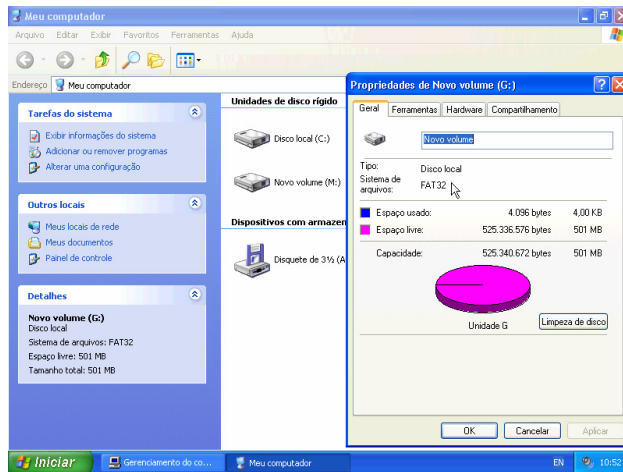 Meu computador
Arquivo Editar Exibir Favoritos Ferramentas Ajuda
Endereço Meu computador
Tarefas do sistema
Exibir informações do sistema
Adicionar ou remover programas
Alterar uma configuração
Outros locais
Meus locais de rede
Meus documentos
Painel de controle
Detalhes
Novo volume (G:)
Disco local
Sistema de arquivos: FAT32
Espaço livre: 501 MB
Tamanho total: 501 MB
Unidades de disco rígido
Disco local (C:)
Novo volume (M:)
Dispositivos com armazen
Disquete de 3½ (A
Propriedades de Novo volume (G:)
Geral Ferramentas Hardware Compartilhamento
Novo volume
Tipo: Disco local
Sistema de arquivos: FAT32
Espaço usado: 4.096 bytes 4,00 KB
Espaço livre: 525.336.576 bytes 501 MB
Capacidade: 525.340.672 bytes 501 MB
Unidade G
Limpeza de disco
OK Cancelar Aplicar
Iniciar Gerenciamento do co... Meu computador EN 10:52